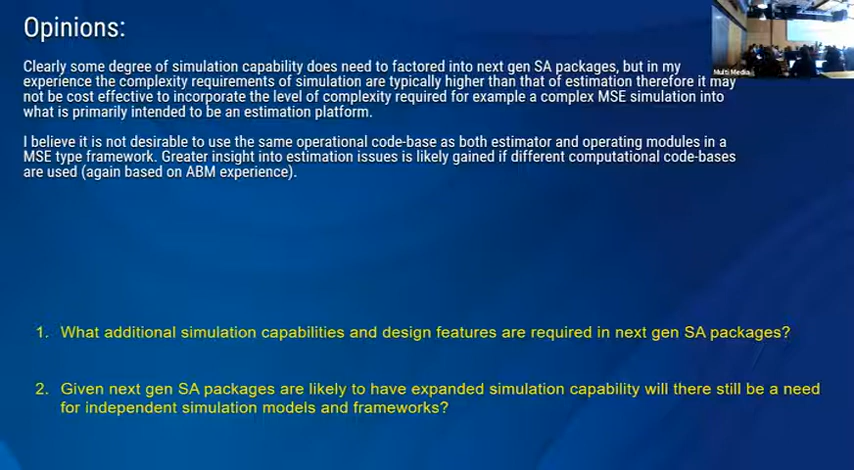 Opinions:
Clearly some degree of simulation capability does need to factored into next gen SA packages, but in my
experience the complexity requirements of simulation are typically higher than that of estimation therefore it may
not be cost effective to incorporate the level of complexity required for example a complex MSE simulation into
what is primarily intended to be an estimation platform.
I believe it is not desirable to use the same operational code-base as both estimator and operating modules in a
MSE type framework. Greater insight into estimation issues is likely gained if different computational code-bases
are used (again based on ABM experience).
1. What additional simulation capabilities and design features are required in next gen SA packages?
2. Given next gen SA packages are likely to have expanded simulation capability will there still be a need
for independent simulation models and frameworks?
Multi Media